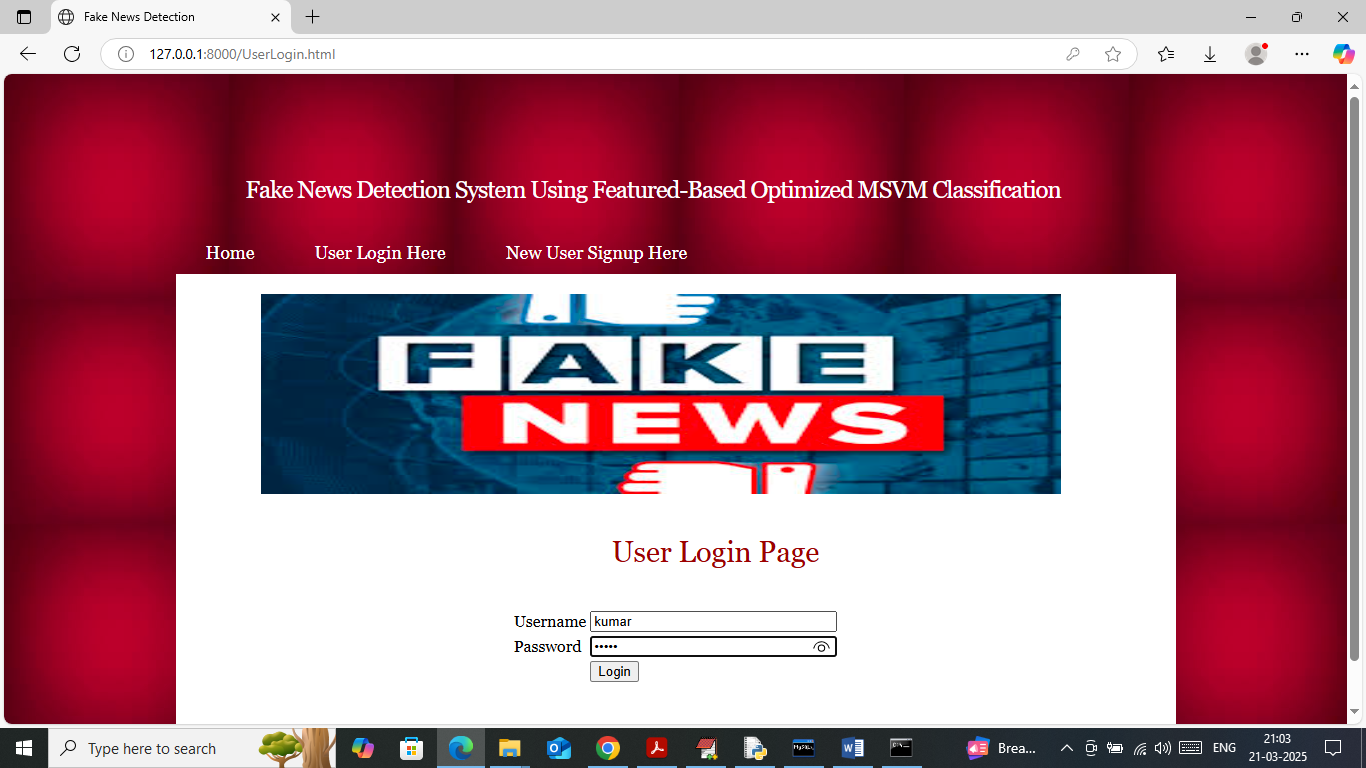 Fake News Detection
127.0.0.1:8000/UserLogin.html
Fake News Detection System Using Featured-Based Optimized MSVM Classification
Home User Login Here New User Signup Here
FAKE
NEWS
User Login Page
Username kumar
Password •••••
Login
Type here to search
Brea...
ENG
21:03
21-03-2025